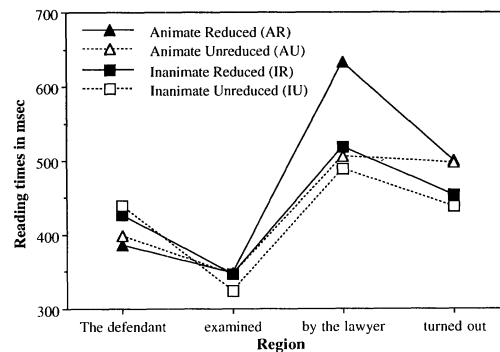 700
600
500
400
300
Reading times in msec
Animate Reduced (AR)
Animate Unreduced (AU)
Inanimate Reduced (IR)
Inanimate Unreduced (IU)
The defendant
examined
by the lawyer
turned out
Region